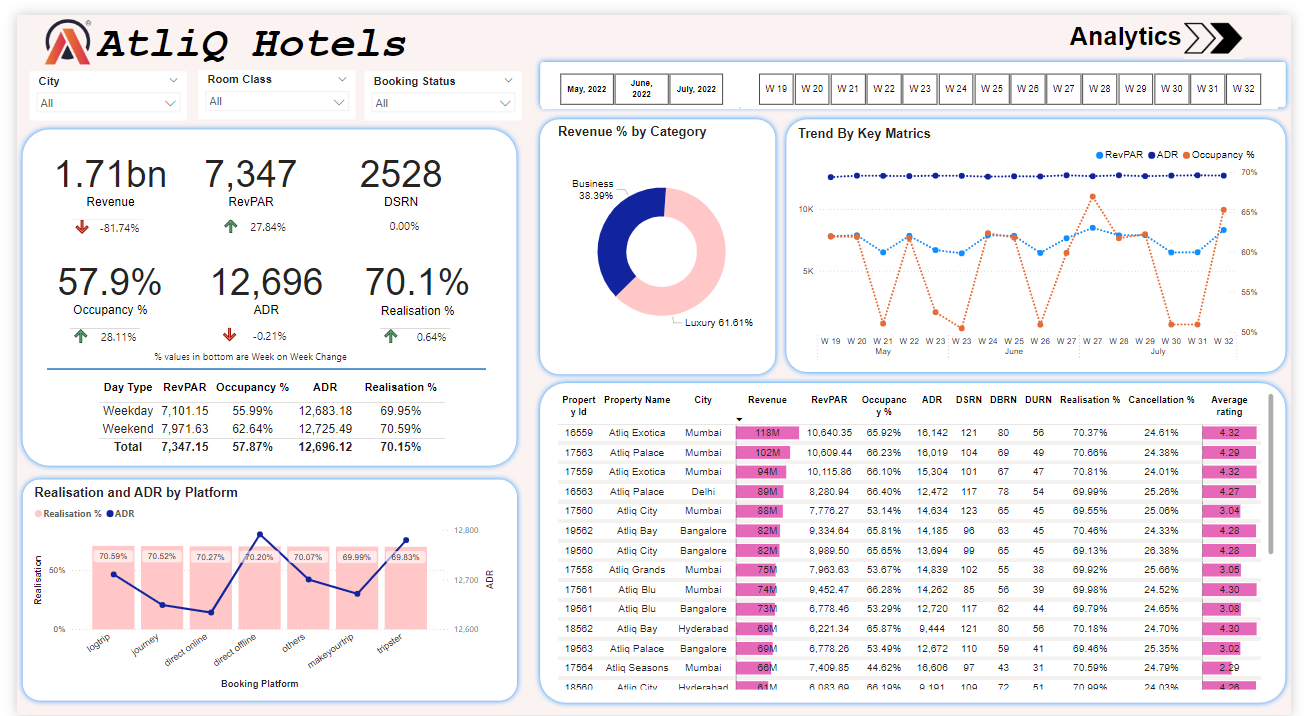 AtliQ Hotels
Analytics
City
All
Room Class
All
Booking Status
All
May, 2022
June,
2022
July, 2022
W 19 W 20 W 21 W 22 W 23 W 24 W 25 W 26 W 27 W 28 W 29 W 30 W 31 W 32
1.71bn
Revenue
-81.74%
7,347
RevPAR
27.84%
2528
DSRN
0.00%
57.9%
Occupancy %
28.11%
12,696
ADR
-0.21%
70.1%
Realisation %
0.64%
% values in bottom are Week on Week Change
Day Type RevPAR Occupancy % ADR Realisation %
Weekday 7,101.15 55.99% 12,683.18 69.95%
Weekend 7,971.63 62.64% 12,725.49 70.59%
Total 7,347.15 57.87% 12,696.12 70.15%
Revenue % by Category
Business
38.39%
Luxury 61.61%
Trend By Key Matrics
RevPAR ADR Occupancy %
10K
5K
70%
65%
60%
55%
50%
W 19 W 20 W 21 W 22 W 23 W 23 W 24 W 25 W 26 W 27 W 27 W 28 W 29 W 30 W 31 W 32
May June July
Realisation and ADR by Platform
Realisation % ADR
Realisation
50%
0%
70.59% 70.52% 70.27% 70.20% 70.07% 69.99% 69.83%
12,800
12,700
12,600
ADR
logtrip journey direct online direct offline others makeyourtrip tripster
Booking Platform
Propert
y Id Property Name City Revenue RevPAR Occupanc
y % ADR DSRN DBRN DURN Realisation % Cancellation % Average
rating
16559 Atliq Exotica Mumbai 118M 10,640.35 65.92% 16,142 121 80 56 70.37% 24.61% 4.32
17563 Atliq Palace Mumbai 102M 10,609.44 66.23% 16,019 104 69 49 70.66% 24.38% 4.29
17559 Atliq Exotica Mumbai 94M 10,115.86 66.10% 15,304 101 67 47 70.81% 24.01% 4.32
16563 Atliq Palace Delhi 89M 8,280.94 66.40% 12,472 117 78 54 69.99% 25.26% 4.27
17560 Atliq City Mumbai 88M 7,776.27 53.14% 14,634 123 65 45 69.55% 25.06% 3.04
19562 Atliq Bay Bangalore 82M 9,334.64 65.81% 14,185 96 63 45 70.46% 24.33% 4.28
19560 Atliq City Bangalore 82M 8,989.50 65.65% 13,694 99 65 45 69.13% 26.38% 4.28
17558 Atliq Grands Mumbai 75M 7,963.63 53.67% 14,839 102 55 38 69.92% 25.66% 3.05
17561 Atliq Blu Mumbai 74M 9,452.47 66.28% 14,262 85 56 39 69.98% 24.52% 4.30
19561 Atliq Blu Bangalore 73M 6,778.46 53.29% 12,720 117 62 44 69.79% 24.65% 3.08
18562 Atliq Bay Hyderabad 69M 6,221.34 65.87% 9,444 121 80 56 70.18% 24.70% 4.30
19563 Atliq Palace Bangalore 69M 6,778.26 53.49% 12,672 110 59 41 69.46% 25.35% 3.02
17564 Atliq Seasons Mumbai 66M 7,409.85 44.62% 16,606 97 43 31 70.59% 24.79% 2.29
18560 Atliq City Hyderabad 61M 6,083.69 66.19% 9,191 109 72 51 70.99% 24.03% 4.26